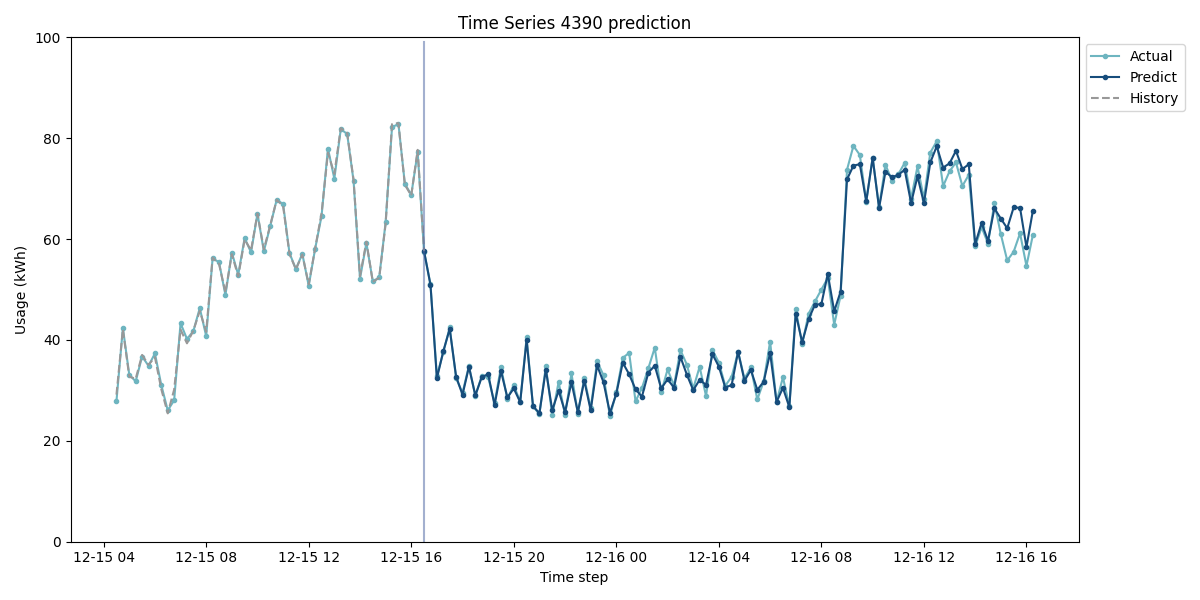 Time Series 4390 prediction
Usage (kWh)
100
80
60
40
20
0
12-15 04
12-15 08
12-15 12
12-15 16
12-15 20
12-16 00
12-16 04
12-16 08
12-16 12
12-16 16
Time step
Actual
Predict
History